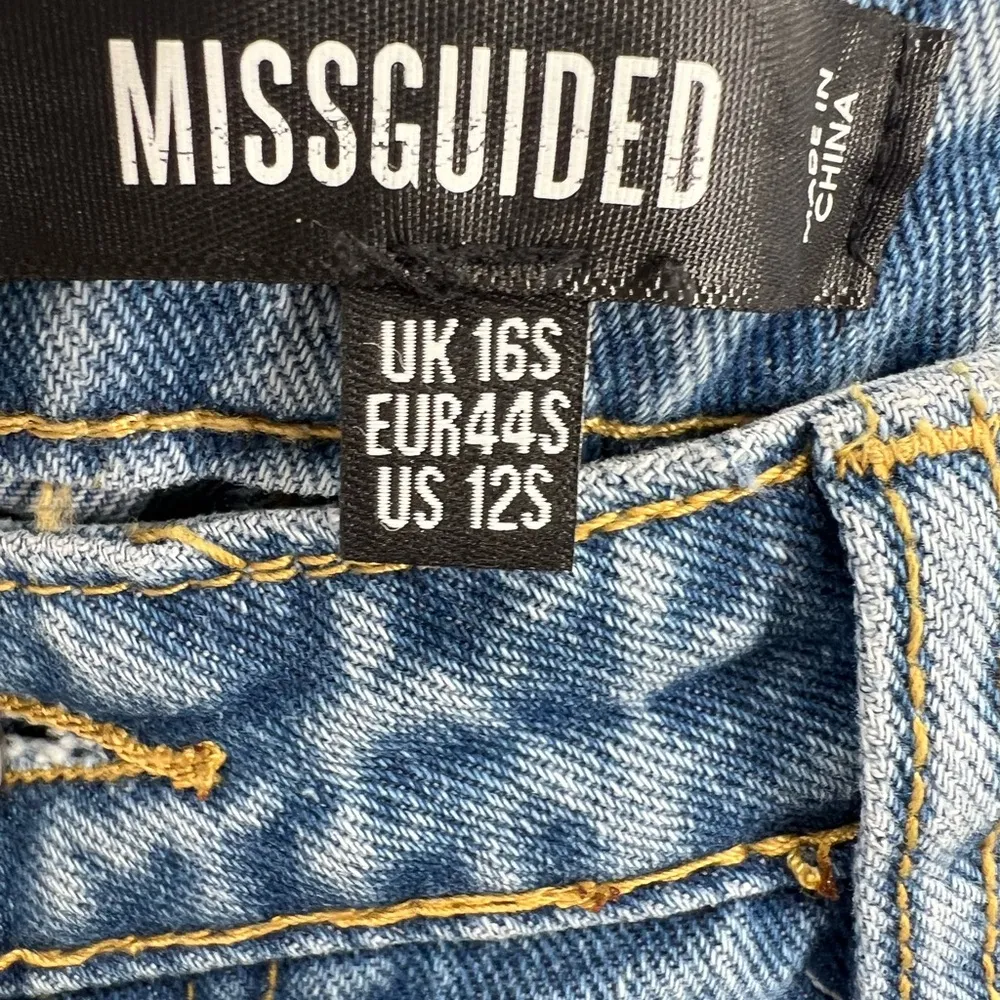 MISSGUIDED
MADE IN
CHINA
UK 16S
EUR44S
US 12S